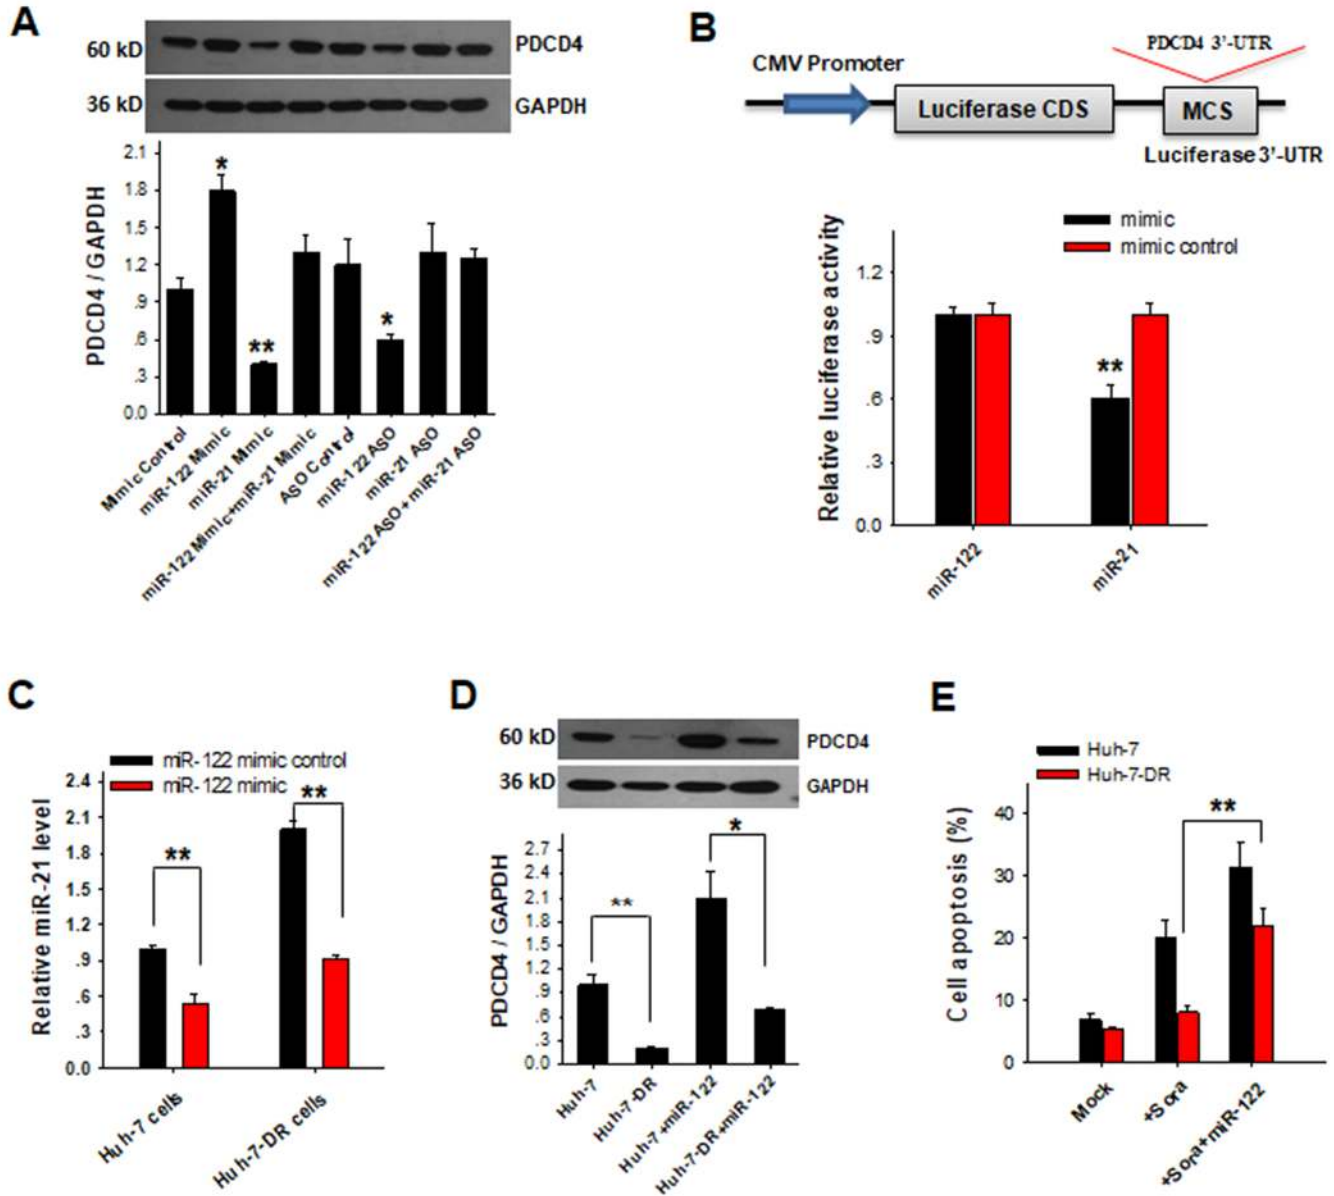 A
60 kD
PDCD4
36 kD
GAPDH
PDCD4 / GAPDH
2.1
1.8
1.5
1.2
.9
.6
.3
0.0
*
**
*
Mimic Control
miR-122 Mimic
miR-21 Mimic
miR-122 Mimic+miR-21 Mimic
ASO Control
miR-122 ASO
miR-21 ASO
miR-122 ASO+ miR-21 ASO
B
PDCD4 3'-UTR
CMV Promoter
Luciferase CDS
MCS
Luciferase 3'-UTR
mimic
mimic control
Relative luciferase activity
1.2
.9
.6
.3
0.0
**
miR-122
miR-21
C
miR-122 mimic control
miR-122 mimic
Relative miR-21 level
2.4
2.1
1.8
1.5
1.2
.9
.6
.3
0.0
**
**
Huh-7 cells
Huh-7-DR cells
D
60 kD
PDCD4
36 kD
GAPDH
PDCD4 / GAPDH
2.7
2.4
2.1
1.8
1.5
1.2
.9
.6
.3
0.0
**
*
Huh-7
Huh-7-DR
Huh-7+miR-122
Huh-7-DR+miR-122
E
Huh-7
Huh-7-DR
Cell apoptosis (%)
40
30
20
10
0
**
Mock
+Sora
+Sora+miR-122